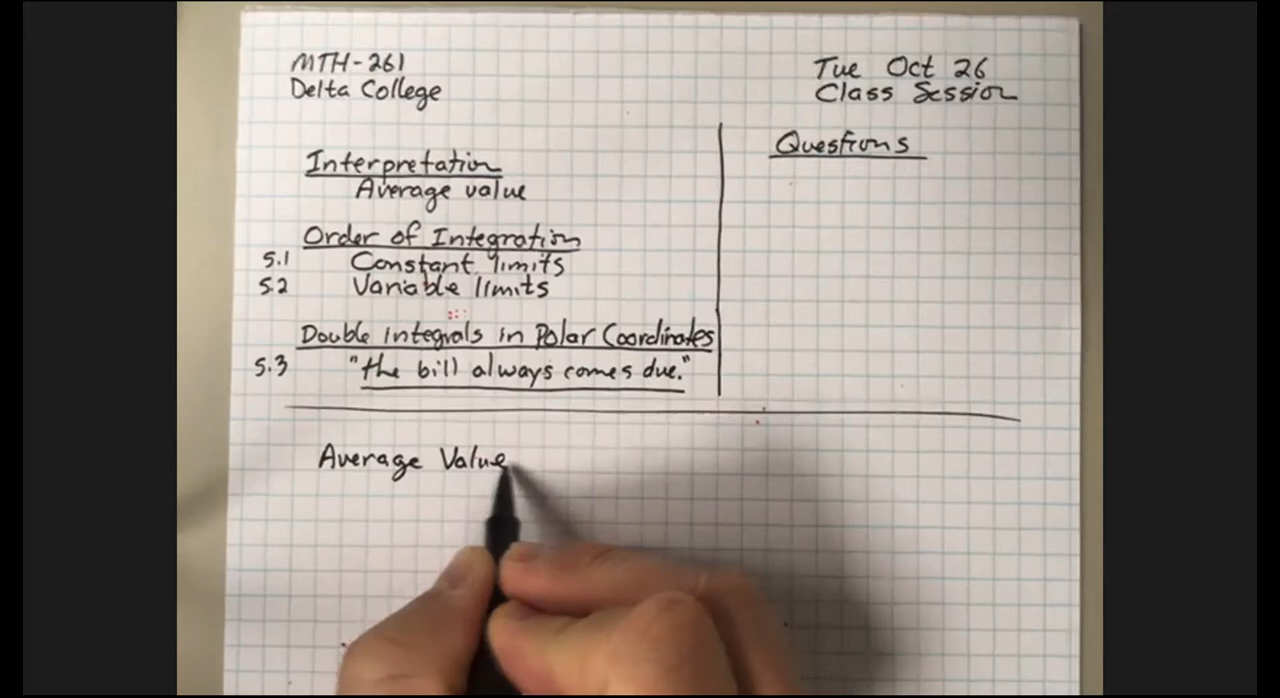 MTH-261
Delta College
Tue Oct 26
Class Session
Interpretation
Average value
Order of Integration
5.1 Constant limits
5.2 Variable limits
Double Integrals in Polar Coordinates
5.3 "the bill always comes due."
Questions
Average Value